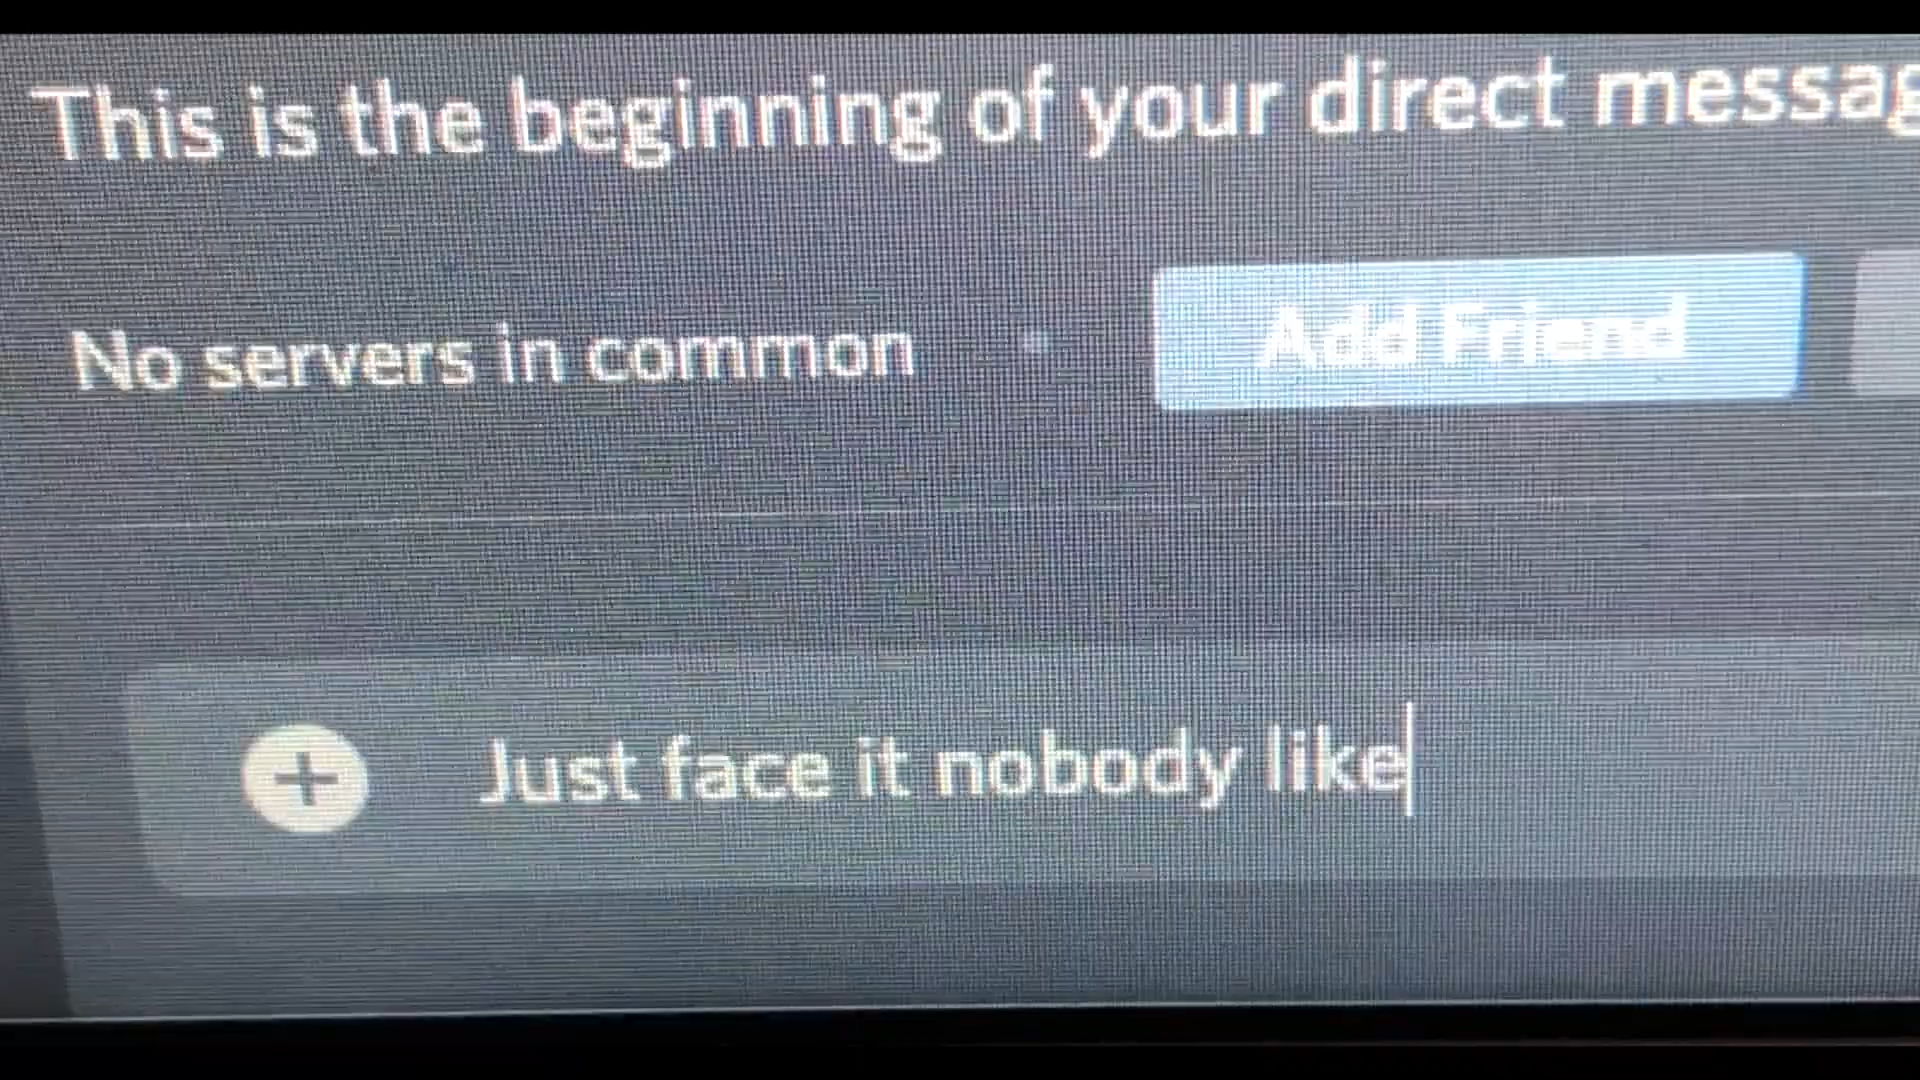 This is the beginning of your direct messag
No servers in common
Add Friend
Just face it nobody like